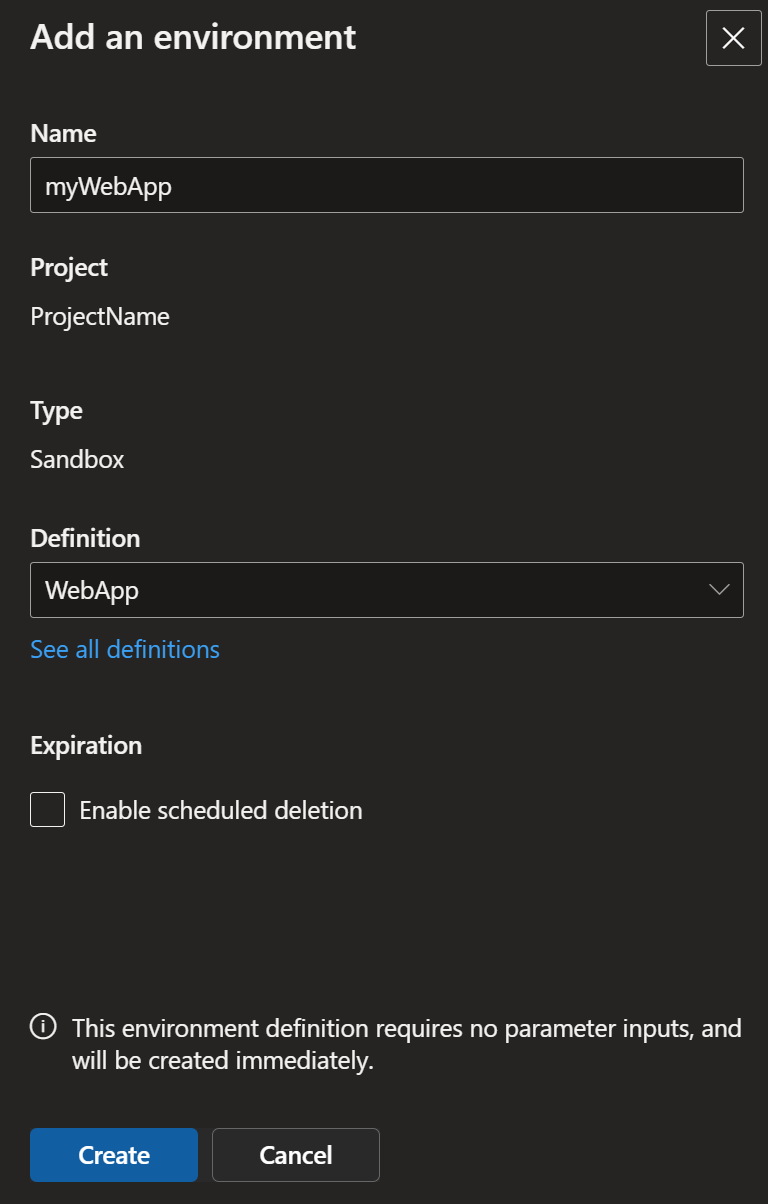 Add an environment
Name
myWebApp
Project
ProjectName
Type
Sandbox
Definition
WebApp
See all definitions
Expiration
Enable scheduled deletion
This environment definition requires no parameter inputs, and
will be created immediately.
Create
Cancel